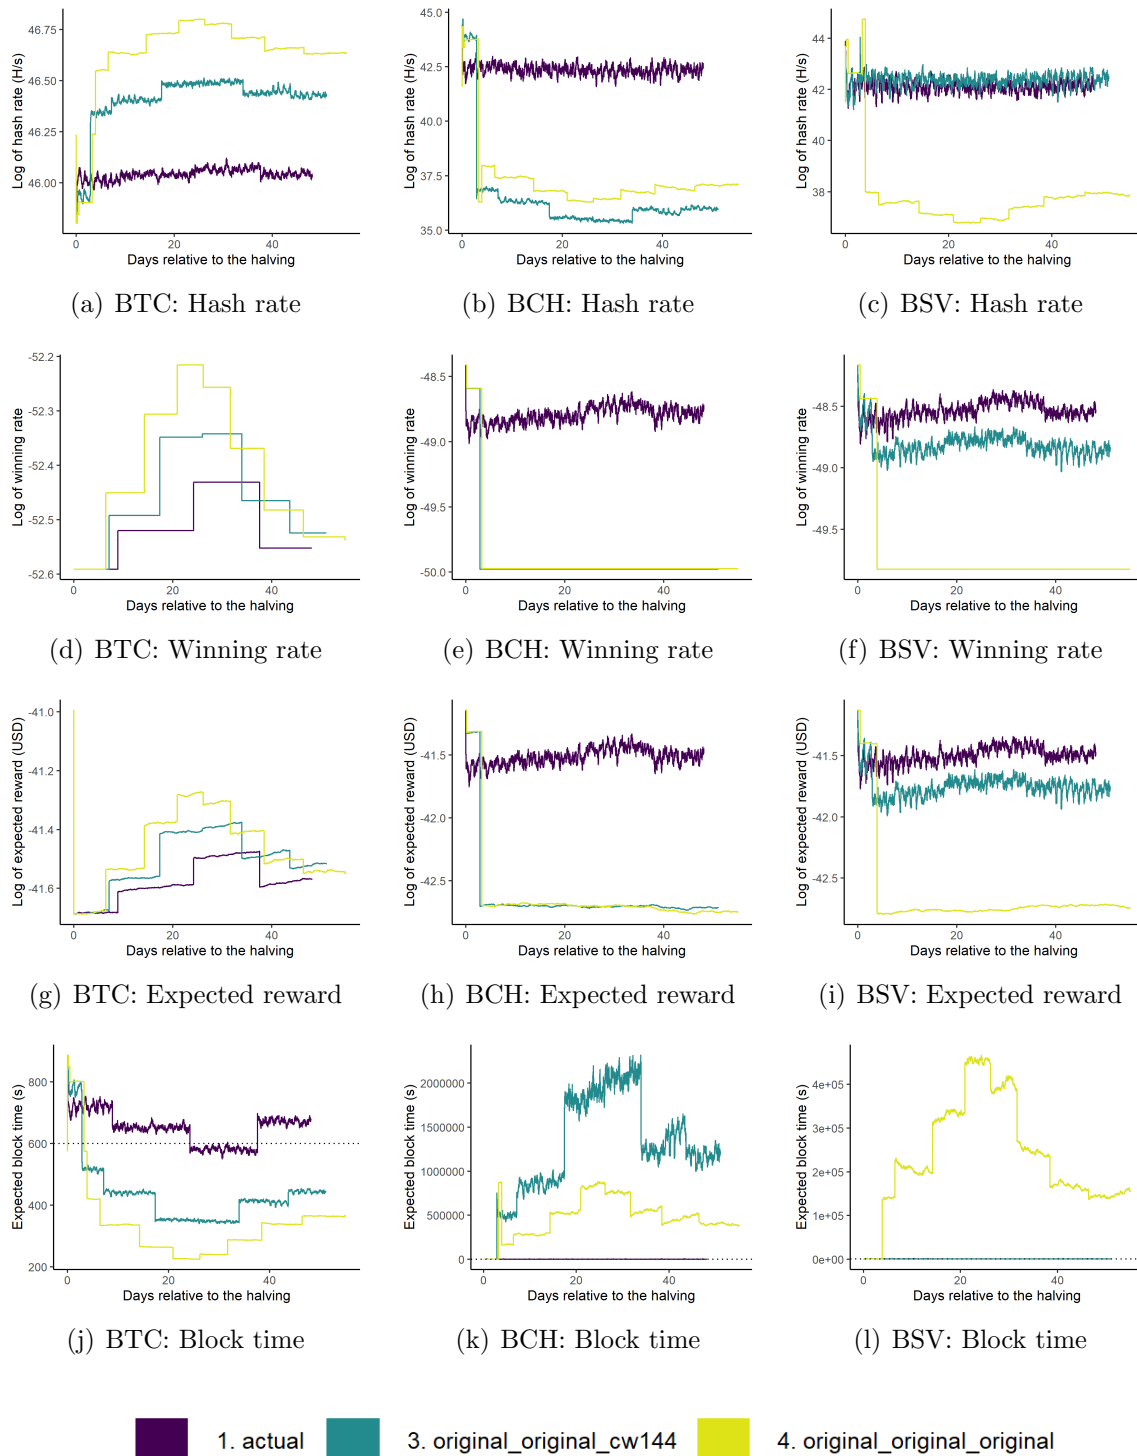 46.75
46.50
46.25
46.00
Log of hash rate (H/s)
0 20 40
Days relative to the halving
(a) BTC: Hash rate
45.0
42.5
40.0
37.5
35.0
Log of hash rate (H/s)
0 20 40
Days relative to the halving
(b) BCH: Hash rate
44
42
40
38
Log of hash rate (H/s)
0 20 40
Days relative to the halving
(c) BSV: Hash rate
-52.2
-52.3
-52.4
-52.5
-52.6
Log of winning rate
0 20 40
Days relative to the halving
(d) BTC: Winning rate
-48.5
-49.0
-49.5
-50.0
Log of winning rate
0 20 40
Days relative to the halving
(e) BCH: Winning rate
-48.5
-49.0
-49.5
Log of winning rate
0 20 40
Days relative to the halving
(f) BSV: Winning rate
-41.0
-41.2
-41.4
-41.6
Log of expected reward (USD)
0 20 40
Days relative to the halving
(g) BTC: Expected reward
-41.5
-42.0
-42.5
Log of expected reward (USD)
0 20 40
Days relative to the halving
(h) BCH: Expected reward
-41.5
-42.0
-42.5
Log of expected reward (USD)
0 20 40
Days relative to the halving
(i) BSV: Expected reward
800
600
400
200
Expected block time (s)
0 20 40
Days relative to the halving
(j) BTC: Block time
2000000
1500000
1000000
500000
0
Expected block time (s)
0 20 40
Days relative to the halving
(k) BCH: Block time
4e+05
3e+05
2e+05
1e+05
0e+00
Expected block time (s)
0 20 40
Days relative to the halving
(l) BSV: Block time
1. actual 3. original_original_cw144 4. original_original_original